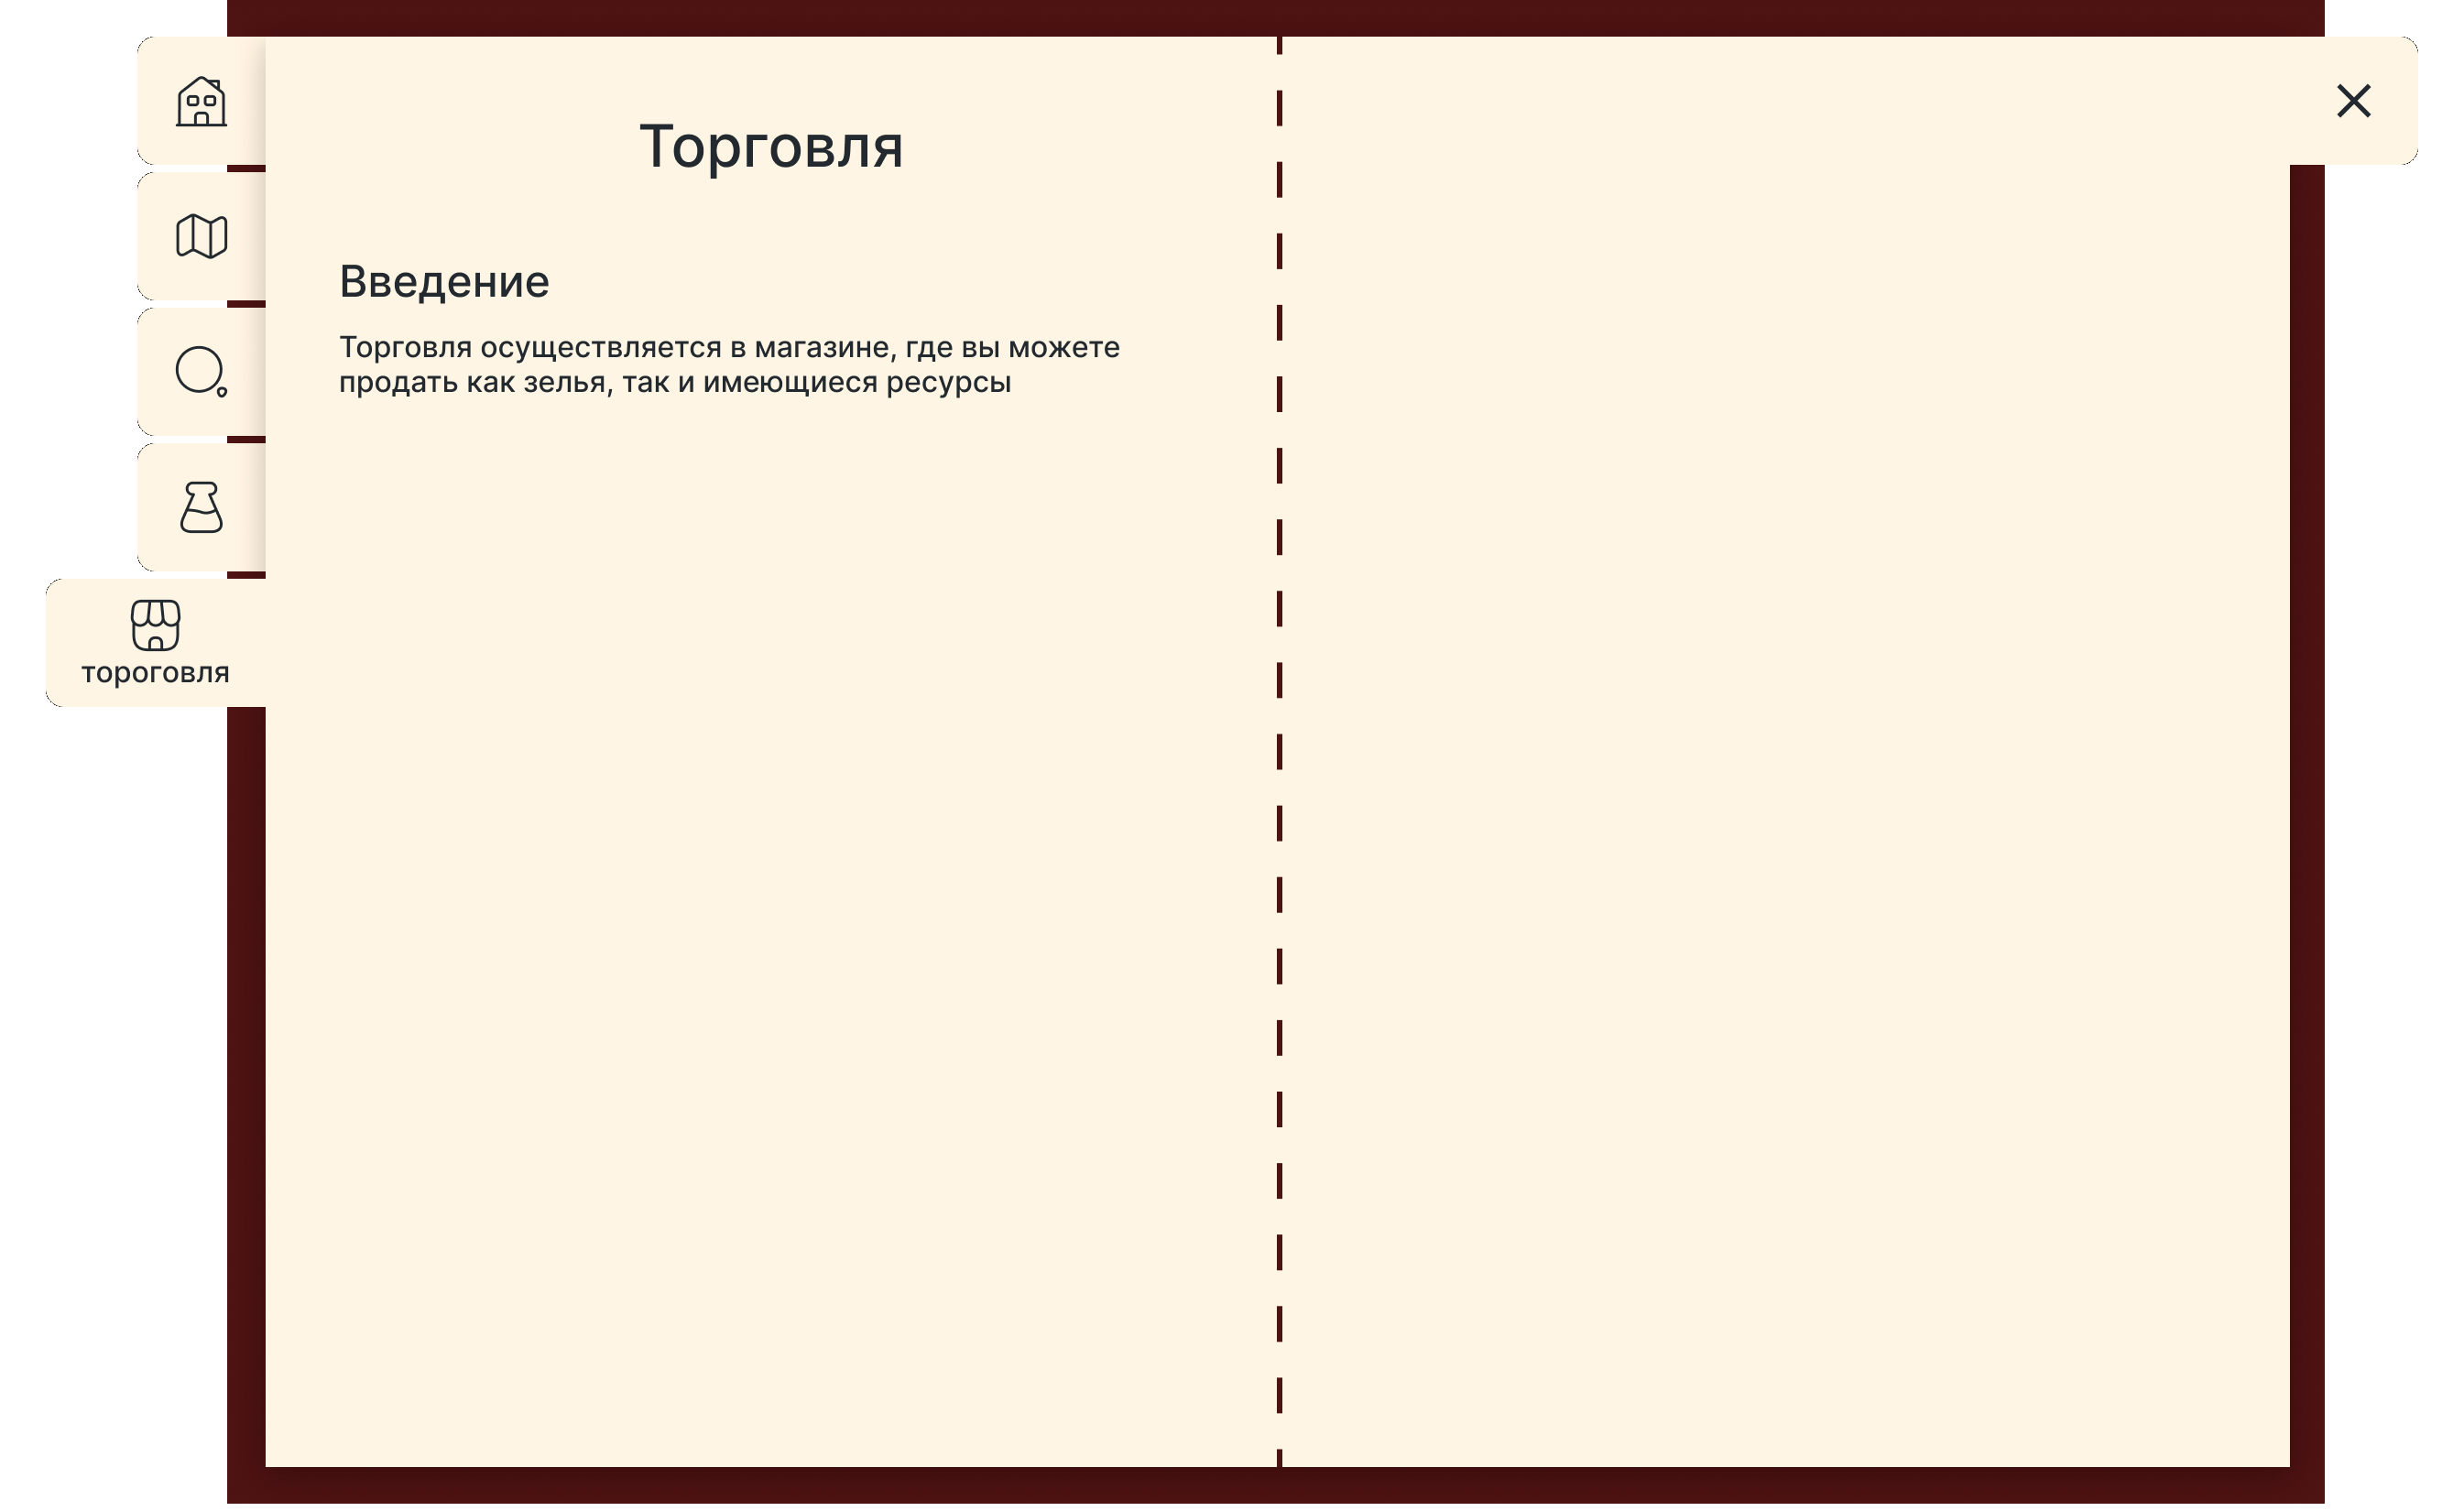 Торговля
Введение
Торговля осуществляется в магазине, где вы можете
продать как зелья, так и имеющиеся ресурсы
тороговля